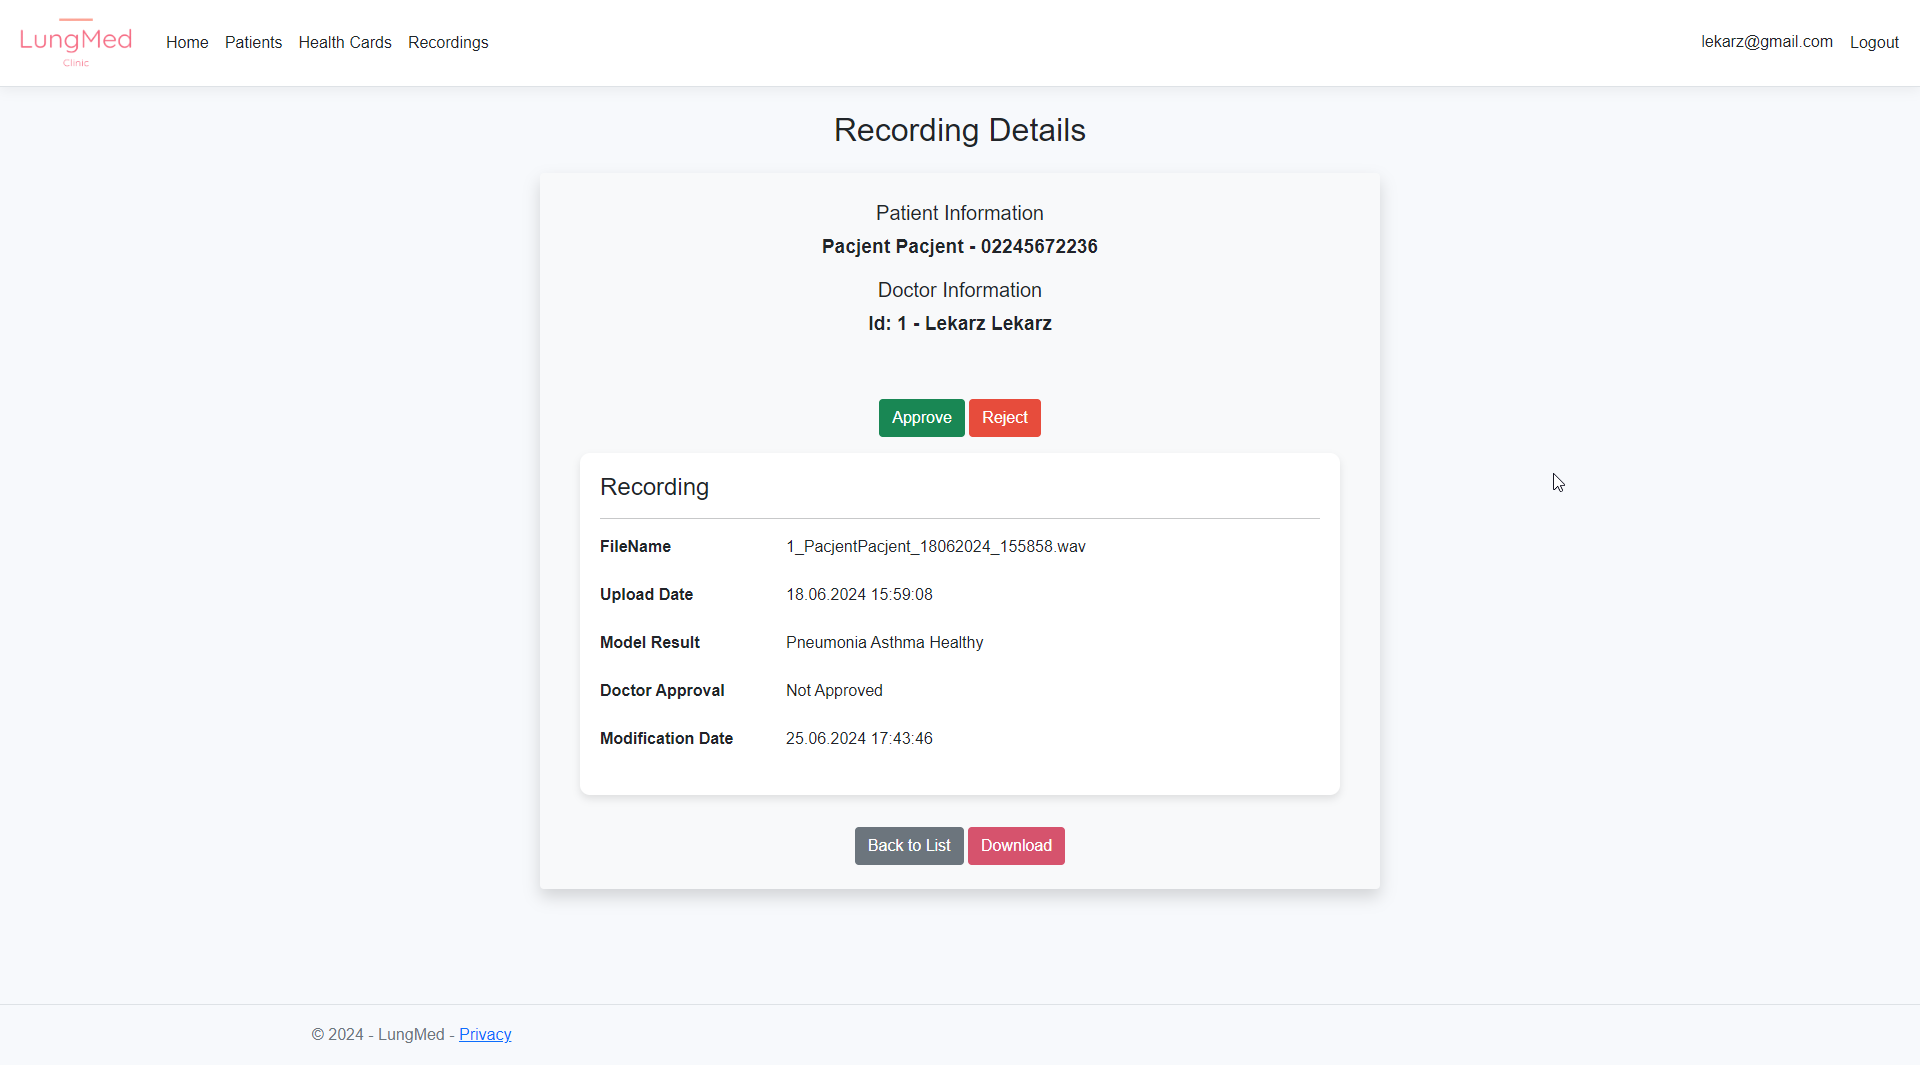 LungMed
Clinic
Home Patients Health Cards Recordings lekarz@gmail.com Logout
Recording Details
Patient Information
Pacjent Pacjent - 02245672236
Doctor Information
Id: 1 - Lekarz Lekarz
Approve Reject
Recording
FileName 1_PacjentPacjent_18062024_155858.wav
Upload Date 18.06.2024 15:59:08
Model Result Pneumonia Asthma Healthy
Doctor Approval Not Approved
Modification Date 25.06.2024 17:43:46
Back to List Download
© 2024 - LungMed - Privacy